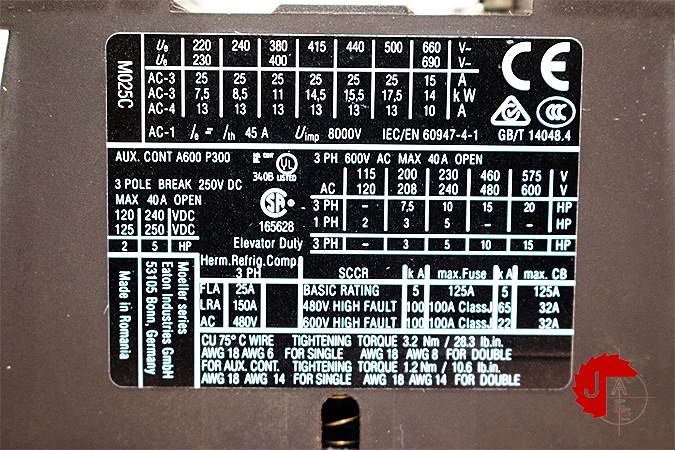 M025C
Ue 220 240 380 415 440 500 660 V~
Ue 230 400 690 V~
AC-3 25 25 25 25 25 25 15 A
AC-3 7,5 8,5 11 14,5 15,5 17,5 14 kW
AC-4 13 13 13 13 13 13 10 A
AC-1 Ie = Ith 45 A Uimp 8000V IEC/EN 60947-4-1
CE
CCC
GB/T 14048.4
AUX. CONT A600 P300
UL
340B LISTED
3 POLE BREAK 250V DC
MAX 40A OPEN
120 240 VDC
125 250 VDC
2 5 HP
SA
165628
Elevator Duty
3 PH 600V AC MAX 40A OPEN
115 200 230 460 575 V
AC 120 208 240 480 600 V
3 PH - 7,5 10 15 20 HP
1 PH 2 3 5 - - HP
3 PH - 3 5 10 15 HP
Made in Romania
Moeller series
Eaton Industries GmbH
53105 Bonn, Germany
Herm.Refrig.Comp
3 PH
FLA 25A
LRA 150A
AC 480V
SCCR kA max.Fuse kA max. CB
BASIC RATING 5 125A 5 125A
480V HIGH FAULT 100 100A ClassJ 65 32A
600V HIGH FAULT 100 100A ClassJ 22 32A
CU 75°C WIRE TIGHTENING TORQUE 3.2 Nm / 28.3 lb.in.
AWG 18 AWG 6 FOR SINGLE AWG 18 AWG 8 FOR DOUBLE
FOR AUX. CONT. TIGHTENING TORQUE 1.2 Nm / 10.6 lb.in.
AWG 18 AWG 14 FOR SINGLE AWG 18 AWG 14 FOR DOUBLE